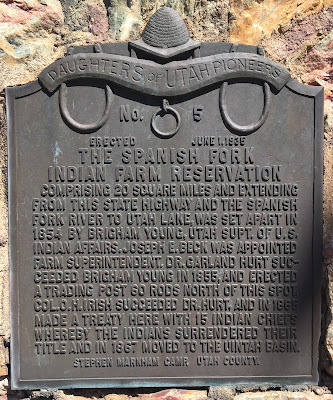 DAUGHTERS OF UTAH PIONEERS
No. 5
ERECTED JUNE 1, 1935
THE SPANISH FORK
INDIAN FARM RESERVATION
COMPRISING 20 SQUARE MILES AND EXTENDING
FROM THIS STATE HIGHWAY AND THE SPANISH
FORK RIVER TO UTAH LAKE, WAS SET APART IN
1854 BY BRIGHAM YOUNG, UTAH SUPT. OF U.S.
INDIAN AFFAIRS. JOSEPH E. BECK WAS APPOINTED
FARM SUPERINTENDENT. DR. GARLAND HURT SUC-
CEEDED BRIGHAM YOUNG IN 1855, AND ERECTED
A TRADING POST 80 RODS NORTH OF THIS SPOT.
COL. O. H. IRISH SUCCEEDED DR. HURT, AND IN 1865
MADE A TREATY HERE WITH 15 INDIAN CHIEFS
WHEREBY THE INDIANS SURRENDERED THEIR
TITLE AND IN 1867 MOVED TO THE UINTAH BASIN.
STEPHEN MARKHAM CAMP. UTAH COUNTY.